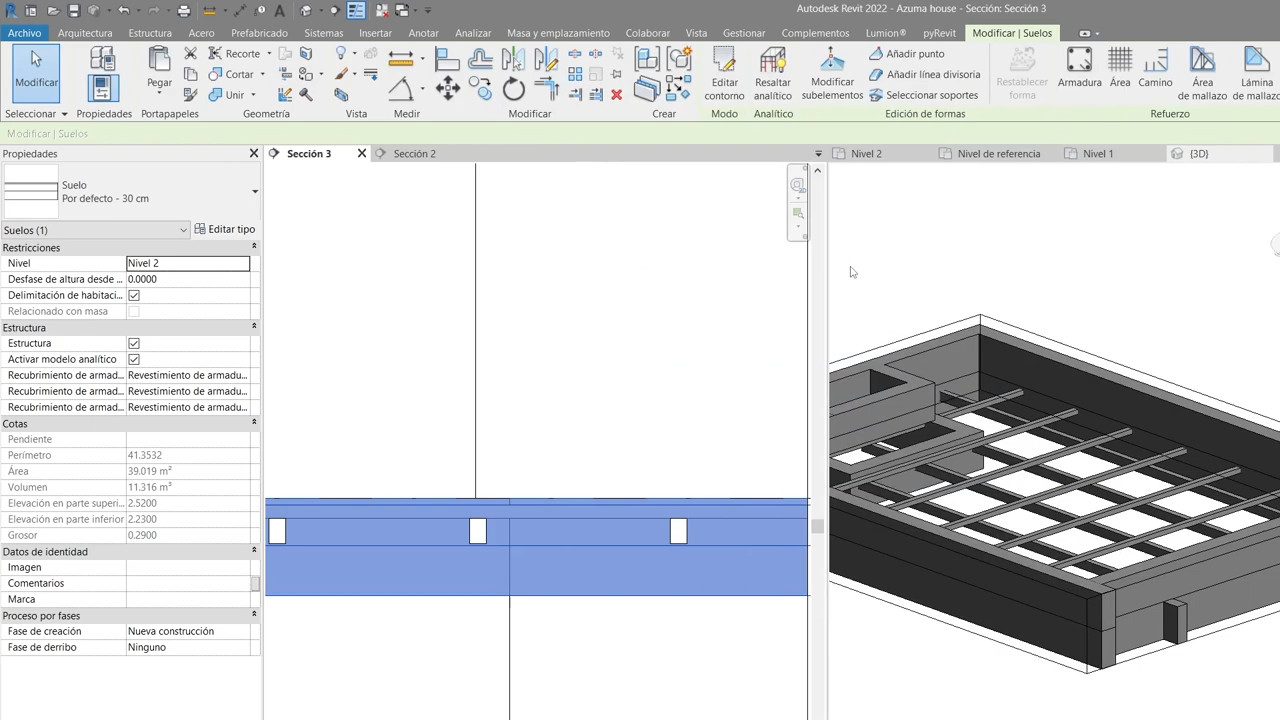 Autodesk Revit 2022 - Azuma house - Sección: Sección 3
Archivo Arquitectura Estructura Acero Prefabricado Sistemas Insertar Anotar Analizar Masa y emplazamiento Colaborar Vista Gestionar Complementos Lumion® pyRevit Modificar | Suelos
Modificar
Pegar
Recorte
Cortar
Unir
Editar contorno
Resaltar analítico
Modificar subelementos
Añadir punto
Añadir línea divisoria
Seleccionar soportes
Restablecer forma
Armadura
Área
Camino
Área de mallazo
Lámina de mallazo
Seleccionar Propiedades Portapapeles Geometría Vista Medir Modificar Crear Modo Analítico Edición de formas Refuerzo
Modificar | Suelos
Propiedades
Sección 3
Sección 2
Nivel 2
Nivel de referencia
Nivel 1
{3D}
Suelo
Por defecto - 30 cm
Suelos (1)
Editar tipo
Restricciones
Nivel Nivel 2
Desfase de altura desde ... 0.0000
Delimitación de habitaci...
Relacionado con masa
Estructura
Estructura
Activar modelo analítico
Recubrimiento de armad... Revestimiento de armadu...
Recubrimiento de armad... Revestimiento de armadu...
Recubrimiento de armad... Revestimiento de armadu...
Cotas
Pendiente
Perímetro 41.3532
Área 39.019 m²
Volumen 11.316 m³
Elevación en parte superi... 2.5200
Elevación en parte inferior 2.2300
Grosor 0.2900
Datos de identidad
Imagen
Comentarios
Marca
Proceso por fases
Fase de creación Nueva construcción
Fase de derribo Ninguno